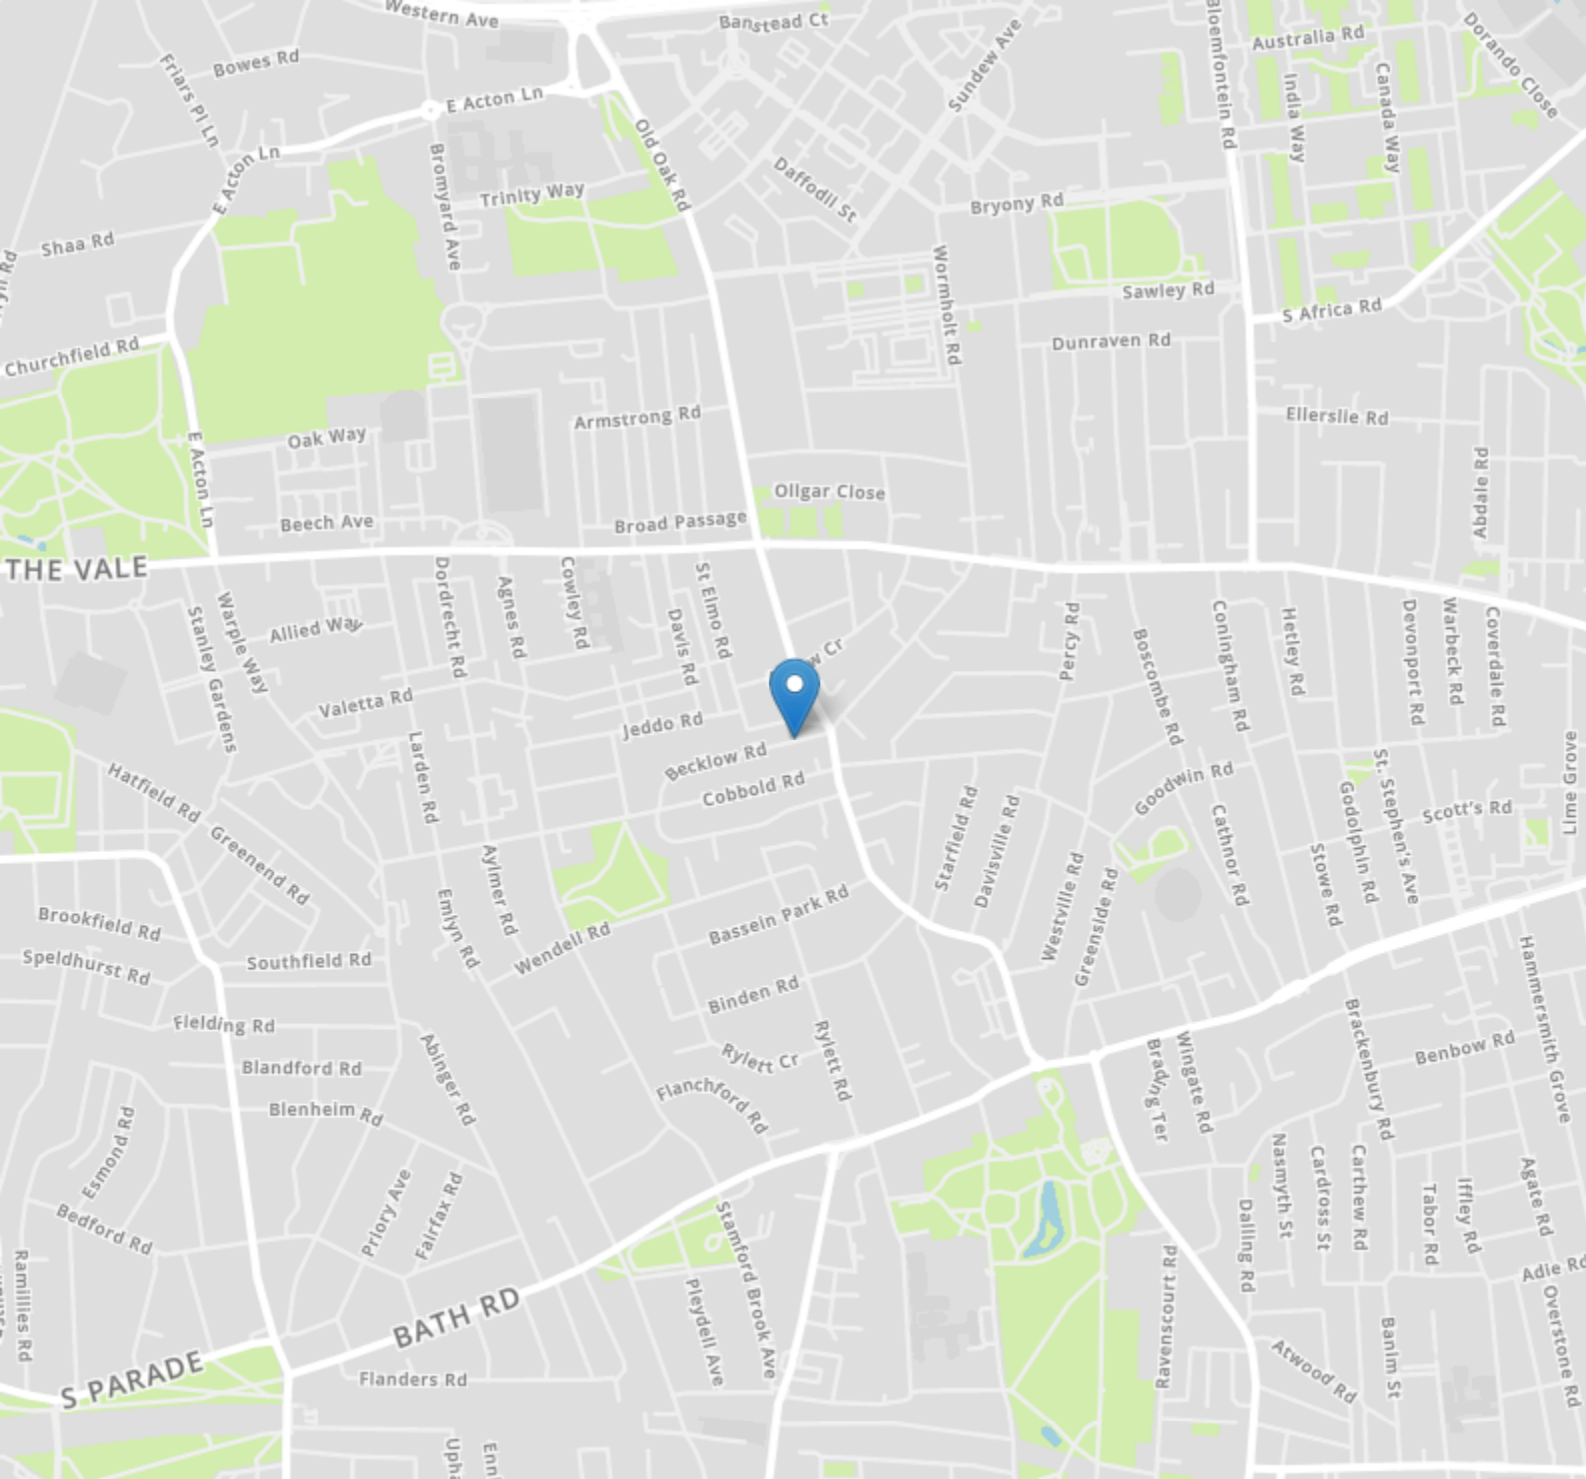 Western Ave
Banstead Ct
Bloemfontein Rd
Australia Rd
Dorando Close
Friars Pl Ln
Bowes Rd
Sundew Ave
India Way
Canada Way
E Acton Ln
Old Oak Rd
E Acton Ln
Bromyard Ave
Trinity Way
Daffodil St
Bryony Rd
Shaa Rd
Wormholt Rd
Sawley Rd
S Africa Rd
Churchfield Rd
Dunraven Rd
Armstrong Rd
Ellerslie Rd
Oak Way
E Acton Ln
Abdale Rd
Ollgar Close
Beech Ave
Broad Passage
THE VALE
Dordrecht Rd
Agnes Rd
Cowley Rd
St Elmo Rd
Davis Rd
Stanley Gardens
Warple Way
Allied Way
Percy Rd
Boscombe Rd
Coningham Rd
Hetley Rd
Devonport Rd
Warbeck Rd
Coverdale Rd
w Cr
Valetta Rd
Jeddo Rd
Larden Rd
Becklow Rd
Cobbold Rd
Hatfield Rd
Greenend Rd
Starfield Rd
Davisville Rd
Goodwin Rd
Cathnor Rd
Godolphin Rd
St. Stephen's Ave
Scott's Rd
Lime Grove
Stowe Rd
Aylmer Rd
Emlyn Rd
Westville Rd
Greenside Rd
Brookfield Rd
Bassein Park Rd
Wendell Rd
Speldhurst Rd
Southfield Rd
Hammersmith Grove
Binden Rd
Fielding Rd
Rylett Rd
Rylett Cr
Abinger Rd
Brackenbury Rd
Benbow Rd
Wingate Rd
Bradjug Ter
Blandford Rd
Flanchford Rd
Blenheim Rd
Esmond Rd
Nasmyth St
Cardross St
Carthew Rd
Tabor Rd
Iffley Rd
Agate Rd
Priory Ave
Fairfax Rd
Bedford Rd
Stamford Brook Ave
Dalling Rd
Ramillies Rd
Pleydell Ave
Ravenscourt Rd
Adie Rd
Overstone Rd
BATH RD
Banim St
Atwood Rd
S PARADE
Flanders Rd
Upha
Enni